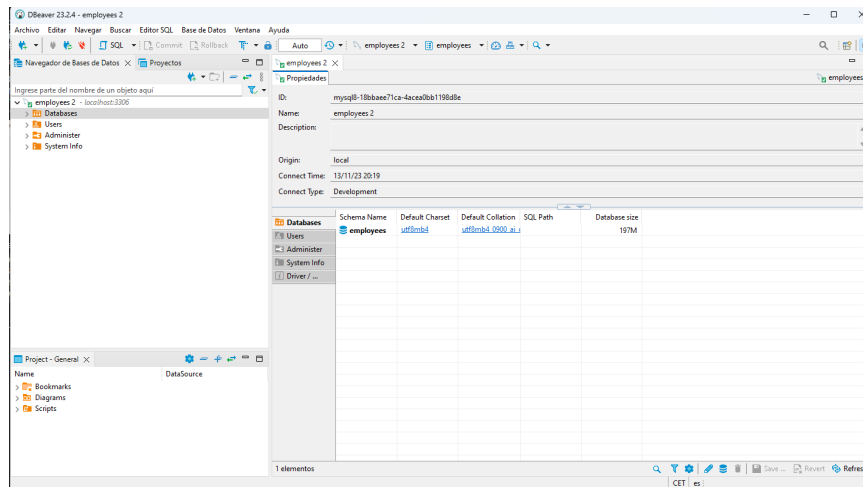 DBeaver 23.2.4 - employees 2
Archivo Editar Navegar Buscar Editor SQL Base de Datos Ventana Ayuda
SQL Commit Rollback Auto employees 2 employees
Navegador de Bases de Datos Proyectos
Ingrese parte del nombre de un objeto aquí
employees 2 - localhost:3306
Databases
Users
Administer
System Info
Project - General
Name DataSource
Bookmarks
Diagrams
Scripts
employees 2
Propiedades employees
ID: mysql8-18bbaee71ca-4acea0bb1198d8e
Name: employees 2
Description:
Origin: local
Connect Time: 13/11/23 20:19
Connect Type: Development
Databases
Users
Administer
System Info
Driver / ...
Schema Name Default Charset Default Collation SQL Path Database size
employees utf8mb4 utf8mb4_0900_ai_ 197M
1 elementos
Save ... Revert Refres
CET es